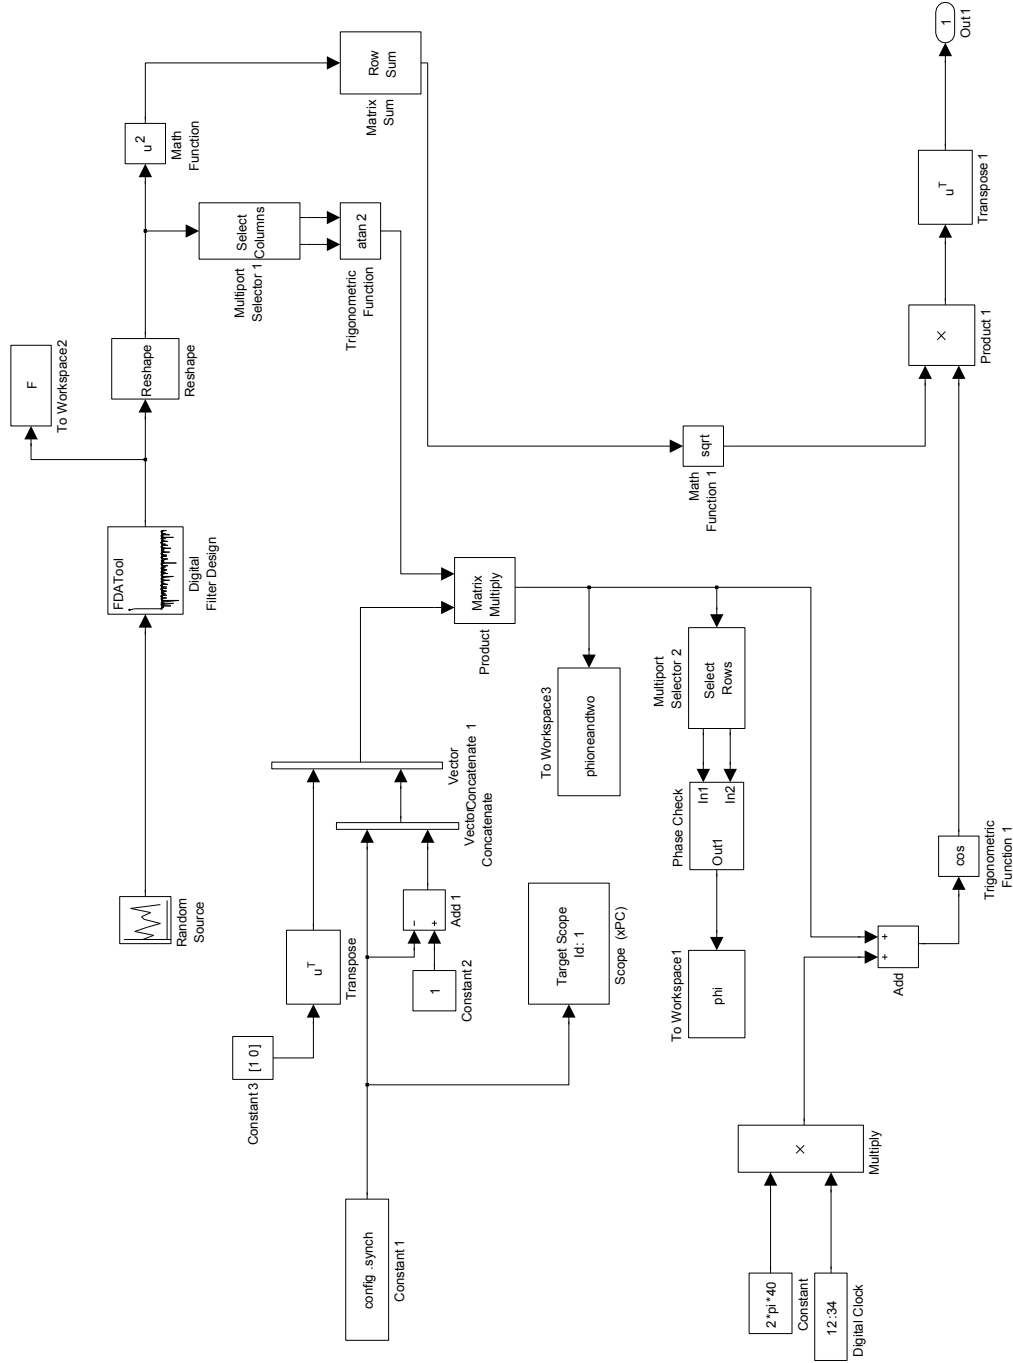 1
Out1
Row
Sum
Matrix
Sum
u2
Math
Function
uT
Transpose 1
Select
Columns
Multiport
Selector 1
atan 2
Trigonometric
Function
×
Product 1
F
To Workspace2
Reshape
Reshape
sqrt
Math
Function 1
FDATool
Digital
Filter Design
Matrix
Multiply
Product
Multiport
Selector 2
Select
Rows
To Workspace3
phioneandtwo
Vector
Concatenate 1
Vector
Concatenate
Phase Check
In1
In2
Out1
cos
Trigonometric
Function 1
Random
Source
−
+
Add 1
Target Scope
Id: 1
Scope (xPC)
uT
Transpose
1
Constant 2
+
+
Add
To Workspace1
phi
[1 0]
Constant 3
×
Multiply
config .synch
Constant 1
2*pi*40
Constant
12:34
Digital Clock